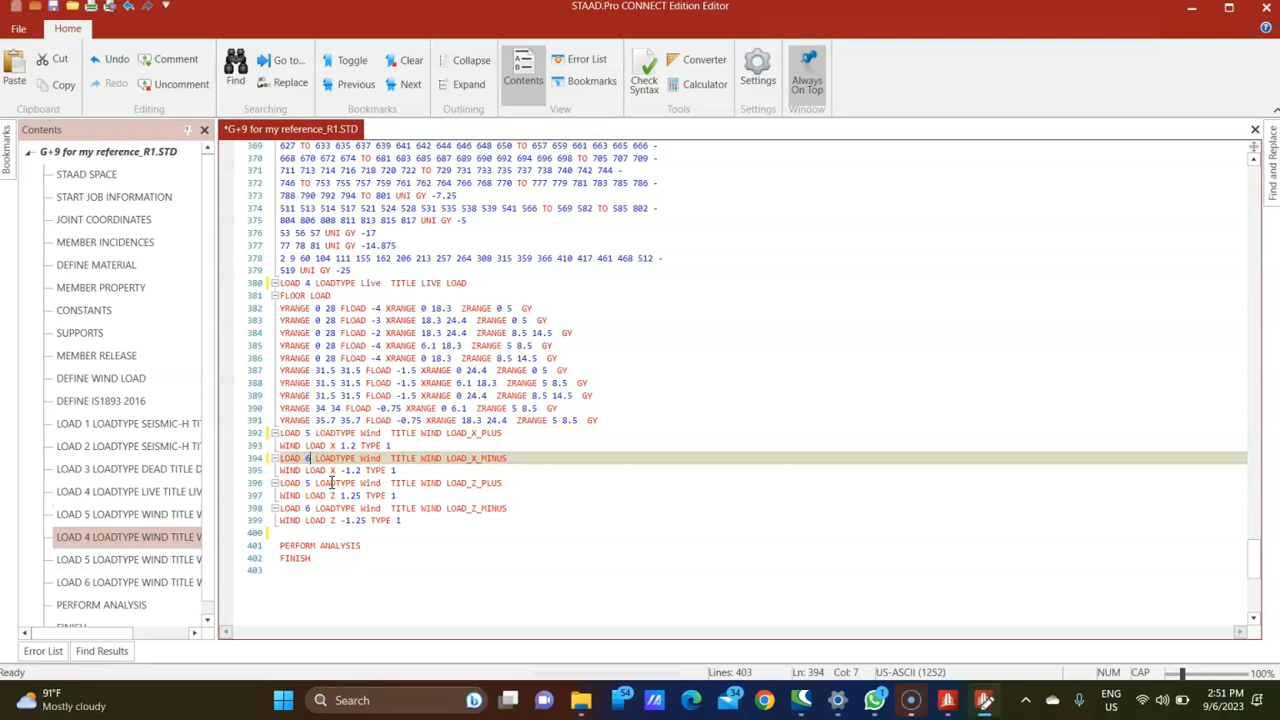 STAAD.Pro CONNECT Edition Editor
File Home
Paste Cut Copy Clipboard
Undo Comment Redo Uncomment Editing
Find Go to... Replace Searching
Toggle Clear Previous Next Bookmarks
Collapse Expand Outlining
Contents Error List Bookmarks View
Check Syntax Converter Calculator Tools
Settings Settings
Always On Top Window
Bookmarks
Contents
G+9 for my reference_R1.STD
STAAD SPACE
START JOB INFORMATION
JOINT COORDINATES
MEMBER INCIDENCES
DEFINE MATERIAL
MEMBER PROPERTY
CONSTANTS
SUPPORTS
MEMBER RELEASE
DEFINE WIND LOAD
DEFINE IS1893 2016
LOAD 1 LOADTYPE SEISMIC-H TI
LOAD 2 LOADTYPE SEISMIC-H TI
LOAD 3 LOADTYPE DEAD TITLE D
LOAD 4 LOADTYPE LIVE TITLE LI
LOAD 5 LOADTYPE WIND TITLE W
LOAD 4 LOADTYPE WIND TITLE W
LOAD 5 LOADTYPE WIND TITLE W
LOAD 6 LOADTYPE WIND TITLE W
PERFORM ANALYSIS
*G+9 for my reference_R1.STD
369 627 TO 633 635 637 639 641 642 644 646 648 650 TO 657 659 661 663 665 666 -
370 668 670 672 674 TO 681 683 685 687 689 690 692 694 696 698 TO 705 707 709 -
371 711 713 714 716 718 720 722 TO 729 731 733 735 737 738 740 742 744 -
372 746 TO 753 755 757 759 761 762 764 766 768 770 TO 777 779 781 783 785 786 -
373 788 790 792 794 TO 801 UNI GY -7.25
374 511 513 514 517 521 524 528 531 535 538 539 541 566 TO 569 582 TO 585 802 -
375 804 806 808 811 813 815 817 UNI GY -5
376 53 56 57 UNI GY -17
377 77 78 81 UNI GY -14.875
378 2 9 60 104 111 155 162 206 213 257 264 308 315 359 366 410 417 461 468 512 -
379 519 UNI GY -25
380 LOAD 4 LOADTYPE Live TITLE LIVE LOAD
381 FLOOR LOAD
382 YRANGE 0 28 FLOAD -4 XRANGE 0 18.3 ZRANGE 0 5 GY
383 YRANGE 0 28 FLOAD -3 XRANGE 18.3 24.4 ZRANGE 0 5 GY
384 YRANGE 0 28 FLOAD -2 XRANGE 18.3 24.4 ZRANGE 8.5 14.5 GY
385 YRANGE 0 28 FLOAD -4 XRANGE 6.1 18.3 ZRANGE 5 8.5 GY
386 YRANGE 0 28 FLOAD -4 XRANGE 0 18.3 ZRANGE 8.5 14.5 GY
387 YRANGE 31.5 31.5 FLOAD -1.5 XRANGE 0 24.4 ZRANGE 0 5 GY
388 YRANGE 31.5 31.5 FLOAD -1.5 XRANGE 6.1 18.3 ZRANGE 5 8.5 GY
389 YRANGE 31.5 31.5 FLOAD -1.5 XRANGE 0 24.4 ZRANGE 8.5 14.5 GY
390 YRANGE 34 34 FLOAD -0.75 XRANGE 0 6.1 ZRANGE 5 8.5 GY
391 YRANGE 35.7 35.7 FLOAD -0.75 XRANGE 18.3 24.4 ZRANGE 5 8.5 GY
392 LOAD 5 LOADTYPE Wind TITLE WIND LOAD_X_PLUS
393 WIND LOAD X 1.2 TYPE 1
394 LOAD 6 LOADTYPE Wind TITLE WIND LOAD_X_MINUS
395 WIND LOAD X -1.2 TYPE 1
396 LOAD 5 LOADTYPE Wind TITLE WIND LOAD_Z_PLUS
397 WIND LOAD Z 1.25 TYPE 1
398 LOAD 6 LOADTYPE Wind TITLE WIND LOAD_Z_MINUS
399 WIND LOAD Z -1.25 TYPE 1
400
401 PERFORM ANALYSIS
402 FINISH
403
Find and Replace
Error List Find Results
Ready Lines: 403 Ln: 394 Col: 7 US-ASCII (1252) NUM CAP 100%
91°F
Mostly cloudy
Search
54 34
ENG
US
2:51 PM
9/6/2023